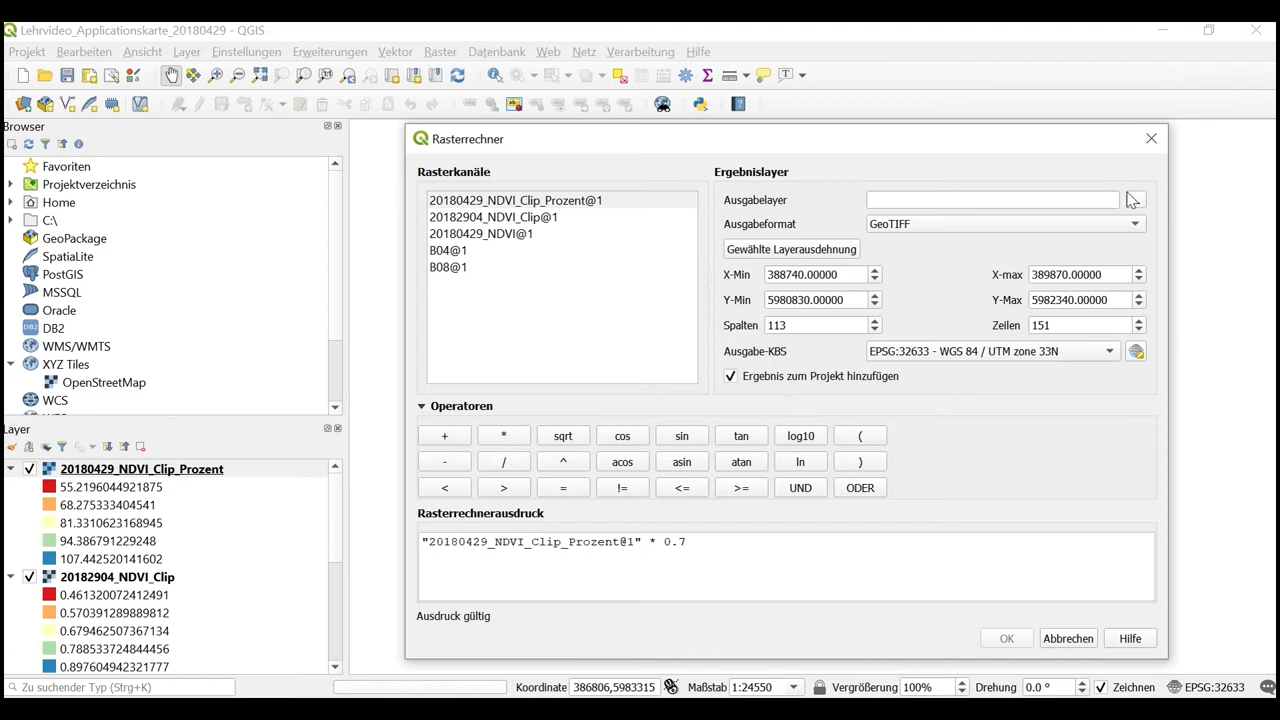 Lehrvideo_Applicationskarte_20180429 - QGIS
Projekt Bearbeiten Ansicht Layer Einstellungen Erweiterungen Vektor Raster Datenbank Web Netz Verarbeitung Hilfe
Browser
Favoriten
Projektverzeichnis
Home
C:\
GeoPackage
SpatiaLite
PostGIS
MSSQL
Oracle
DB2
WMS/WMTS
XYZ Tiles
OpenStreetMap
WCS
Layer
20180429_NDVI_Clip_Prozent
55.2196044921875
68.275333404541
81.3310623168945
94.386791229248
107.442520141602
20182904_NDVI_Clip
0.461320072412491
0.570391289889812
0.679462507367134
0.788533724844456
0.897604942321777
Rasterrechner
Rasterkanäle
20180429_NDVI_Clip_Prozent@1
20182904_NDVI_Clip@1
20180429_NDVI@1
B04@1
B08@1
Ergebnislayer
Ausgabelayer
Ausgabeformat GeoTIFF
Gewählte Layerausdehnung
X-Min 388740.00000 X-max 389870.00000
Y-Min 5980830.00000 Y-Max 5982340.00000
Spalten 113 Zeilen 151
Ausgabe-KBS EPSG:32633 - WGS 84 / UTM zone 33N
Ergebnis zum Projekt hinzufügen
Operatoren
+ * sqrt cos sin tan log10 (
- / ^ acos asin atan ln )
< > = != <= >= UND ODER
Rasterrechnerausdruck
"20180429_NDVI_Clip_Prozent@1" * 0.7
Ausdruck gültig
OK Abbrechen Hilfe
Zu suchender Typ (Strg+K) Koordinate 386806,5983315 Maßstab 1:24550 Vergrößerung 100% Drehung 0.0 ° Zeichnen EPSG:32633